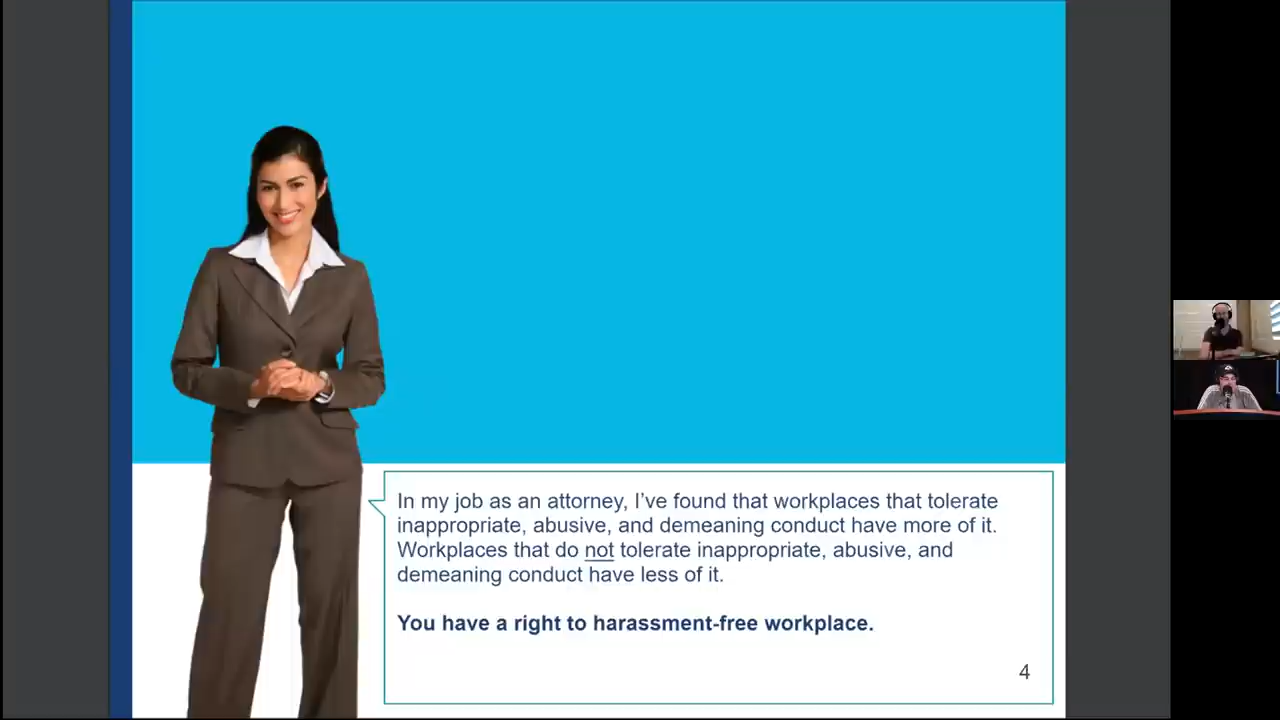 In my job as an attorney, I’ve found that workplaces that tolerate
inappropriate, abusive, and demeaning conduct have more of it.
Workplaces that do not tolerate inappropriate, abusive, and
demeaning conduct have less of it.
You have a right to harassment-free workplace.
4